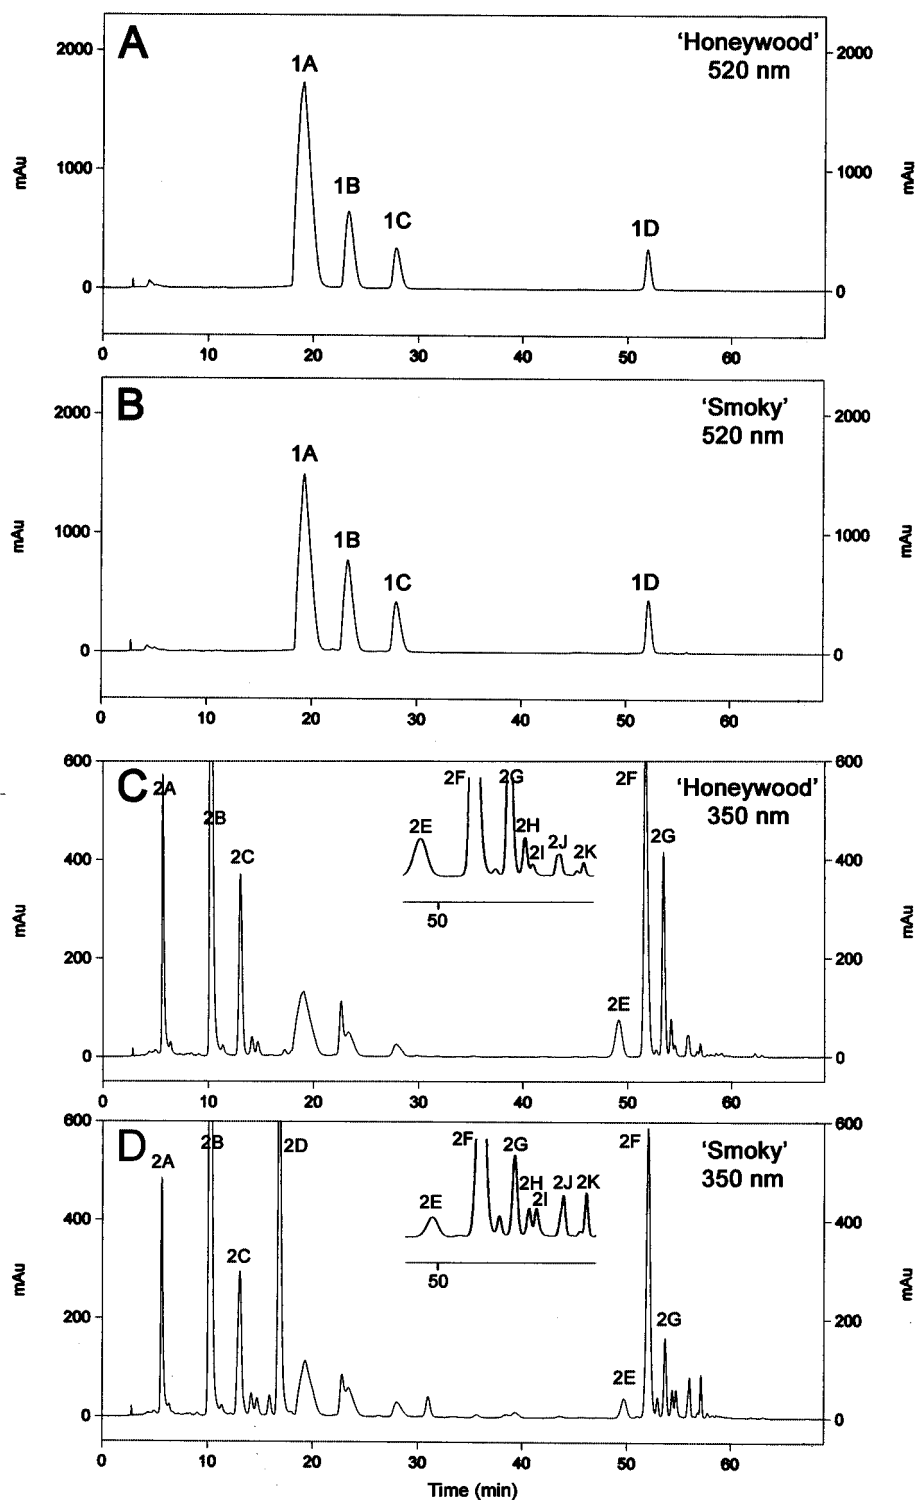 A
'Honeywood'
520 nm
1A
1B
1C
1D
2000
1000
0
2000
1000
0
mAu
mAu
0 10 20 30 40 50 60
B
'Smoky'
520 nm
1A
1B
1C
1D
2000
1000
0
2000
1000
0
mAu
mAu
0 10 20 30 40 50 60
C
'Honeywood'
350 nm
2A
2B
2C
2E
2F
2G
2F
2G
2E
2H
2I
2J
2K
50
600
400
200
0
600
400
200
0
mAu
mAu
0 10 20 30 40 50 60
D
'Smoky'
350 nm
2A
2B
2C
2D
2E
2F
2G
2F
2G
2E
2H
2I
2J
2K
50
600
400
200
0
600
400
200
0
mAu
mAu
0 10 20 30 40 50 60
Time (min)